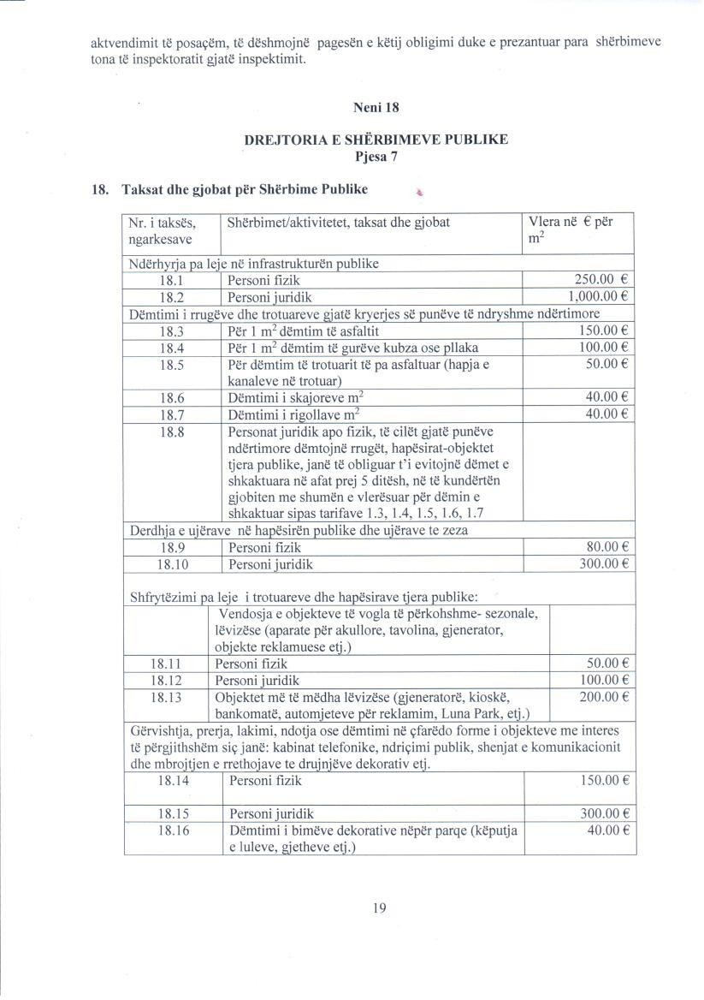 aktvendimit të posaçëm, të dëshmojnë pagesën e këtij obligimi duke e prezantuar para shërbimeve
tona të inspektoratit gjatë inspektimit.
Neni 18
DREJTORIA E SHËRBIMEVE PUBLIKE
Pjesa 7
18. Taksat dhe gjobat për Shërbime Publike
Nr. i taksës, Shërbimet/aktivitetet, taksat dhe gjobat Vlera në € për
ngarkesave m²
Ndërhyrja pa leje në infrastrukturën publike
18.1 Personi fizik 250.00 €
18.2 Personi juridik 1,000.00 €
Dëmtimi i rrugëve dhe trotuareve gjatë kryerjes së punëve të ndryshme ndërtimore
18.3 Për 1 m² dëmtim të asfaltit 150.00 €
18.4 Për 1 m² dëmtim të gurëve kubza ose pllaka 100.00 €
18.5 Për dëmtim të trotuarit të pa asfaltuar (hapja e 50.00 €
kanaleve në trotuar)
18.6 Dëmtimi i skajoreve m² 40.00 €
18.7 Dëmtimi i rigollave m² 40.00 €
18.8 Personat juridik apo fizik, të cilët gjatë punëve
ndërtimore dëmtojnë rrugët, hapësirat-objektet
tjera publike, janë të obliguar t'i evitojnë dëmet e
shkaktuara në afat prej 5 ditësh, në të kundërtën
gjobiten me shumën e vlerësuar për dëmin e
shkaktuar sipas tarifave 1.3, 1.4, 1.5, 1.6, 1.7
Derdhja e ujërave në hapësirën publike dhe ujërave te zeza
18.9 Personi fizik 80.00 €
18.10 Personi juridik 300.00 €
Shfrytëzimi pa leje i trotuareve dhe hapësirave tjera publike:
Vendosja e objekteve të vogla të përkohshme- sezonale,
lëvizëse (aparate për akullore, tavolina, gjenerator,
objekte reklamuese etj.)
18.11 Personi fizik 50.00 €
18.12 Personi juridik 100.00 €
18.13 Objektet më të mëdha lëvizëse (gjeneratorë, kioskë, 200.00 €
bankomatë, automjeteve për reklamim, Luna Park, etj.)
Gërvishtja, prerja, lakimi, ndotja ose dëmtimi në çfarëdo forme i objekteve me interes
të përgjithshëm siç janë: kabinat telefonike, ndriçimi publik, shenjat e komunikacionit
dhe mbrojtjen e rrethojave te drujnjëve dekorativ etj.
18.14 Personi fizik 150.00 €
18.15 Personi juridik 300.00 €
18.16 Dëmtimi i bimëve dekorative nëpër parqe (këputja 40.00 €
e luleve, gjetheve etj.)
19